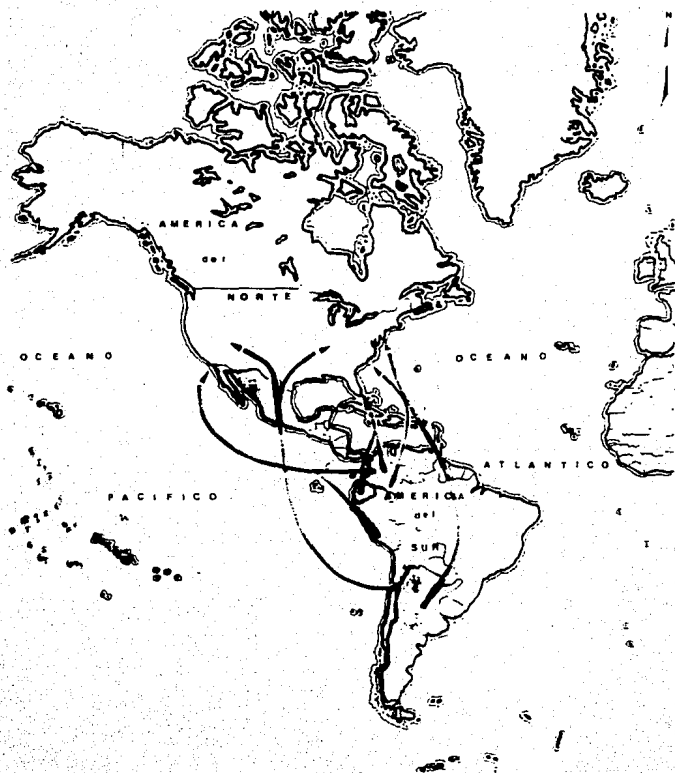 N
AMERICA
del
NORTE
OCEANO
OCEANO
ATLANTICO
PACIFICO
AMERICA
del
SUR